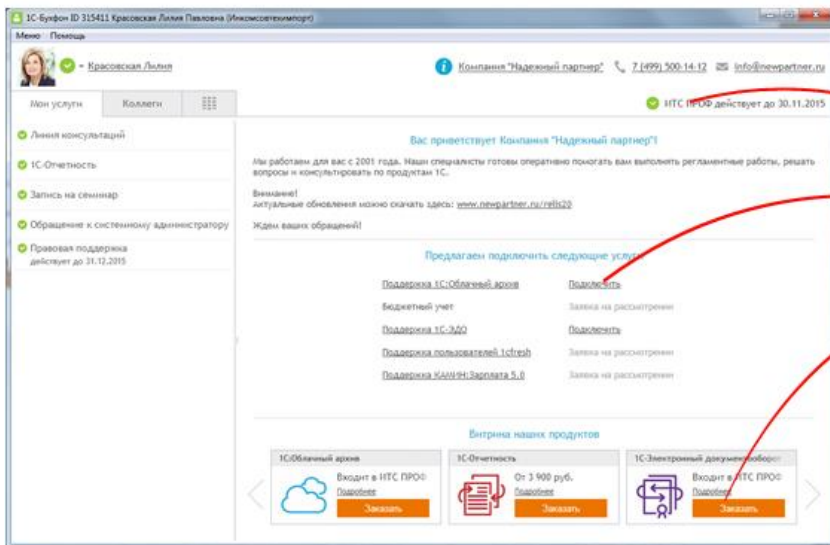 1С-Бухфон ID 315411 Красовская Лилия Павловна (Инкомсовтехимпорт)
Меню Помощь
Красовская Лилия
Компания "Надежный партнер" 7 (499) 500-14-12 info@newpartner.ru
Мои услуги Коллеги
ИТС ПРОФ действует до 30.11.2015
Линия консультаций
1С-Отчетность
Запись на семинар
Обращение к системному администратору
Правовая поддержка
действует до 31.12.2015
Вас приветствует Компания "Надежный партнер"!
Мы работаем для вас с 2001 года. Наши специалисты готовы оперативно помогать вам выполнять регламентные работы, решать
вопросы и консультировать по продуктам 1С.
Внимание!
Актуальные обновления можно скачать здесь: www.newpartner.ru/relis20
Ждем ваших обращений!
Предлагаем подключить следующие услуги
Поддержка 1С:Облачный архив Подключить
Бюджетный учет Заявка на рассмотрении
Поддержка 1С-ЭДО Подключить
Поддержка пользователей 1cfresh Заявка на рассмотрении
Поддержка КАМИН:Зарплата 5.0 Заявка на рассмотрении
Витрина наших продуктов
1С:Облачный архив
Входит в ИТС ПРОФ
Подробнее
Заказать
1С-Отчетность
От 3 900 руб.
Подробнее
Заказать
1С-Электронный документооборот
Входит в ИТС ПРОФ
Подробнее
Заказать